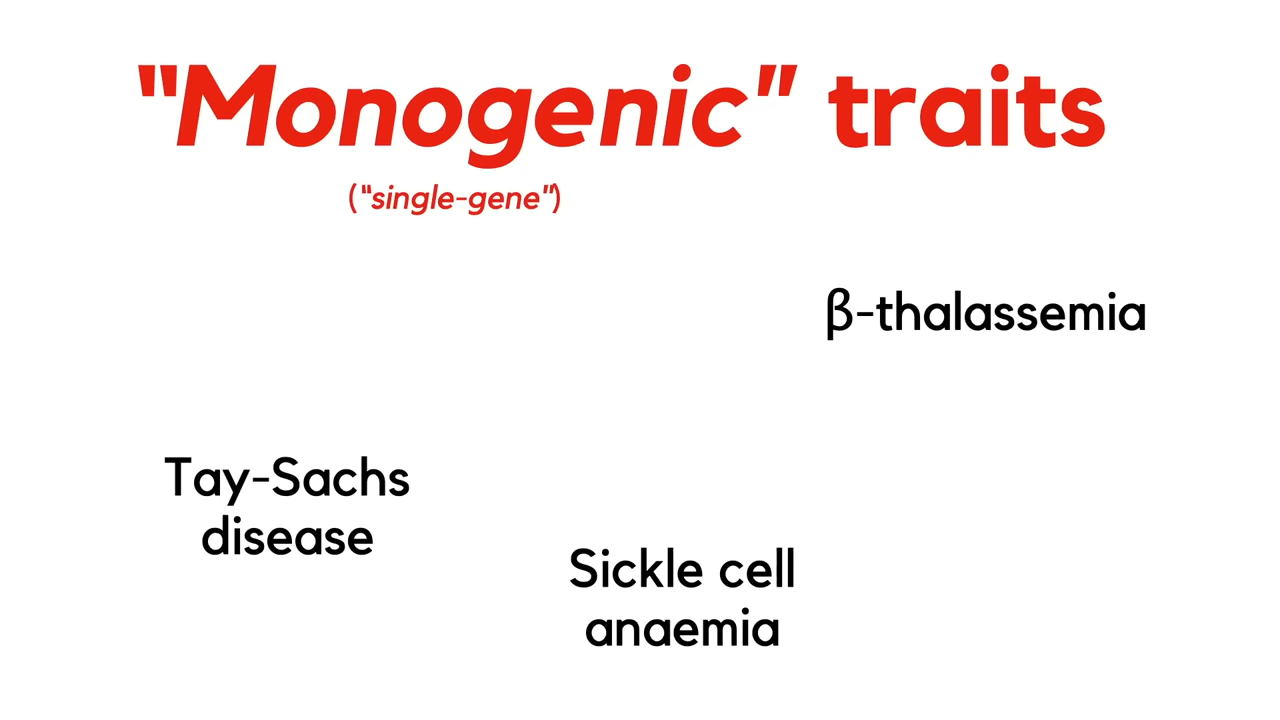 "Monogenic" traits
("single-gene")
β-thalassemia
Tay-Sachs
disease
Sickle cell
anaemia